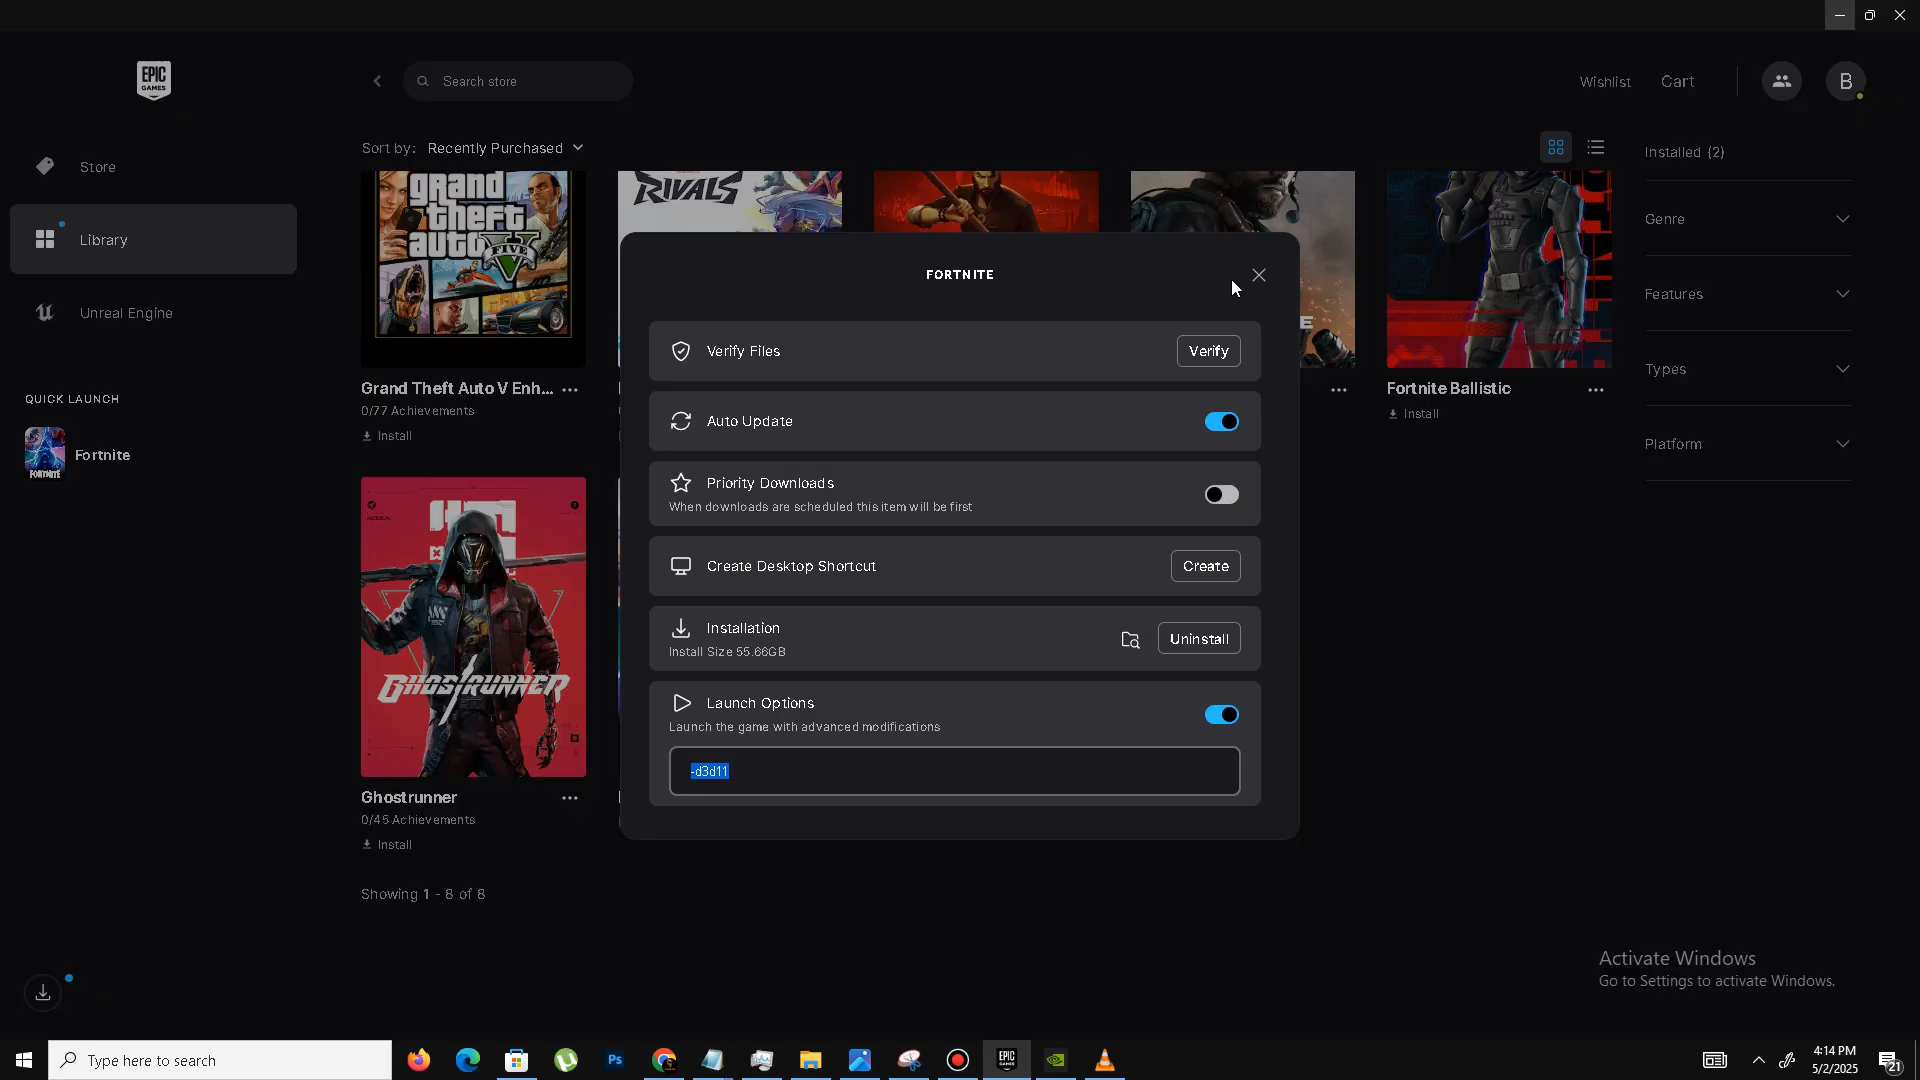 EPIC
GAMES
Search store
Wishlist
Cart
B
Store
Library
Unreal Engine
QUICK LAUNCH
FORTNITE
Fortnite
Sort by: Recently Purchased
grand
theft
auto
FIVE
RIVALS
Grand Theft Auto V Enh...
0/77 Achievements
Install
Fortnite Ballistic
Install
GHOSTRUNNER
Ghostrunner
0/45 Achievements
Install
Showing 1 - 8 of 8
Installed (2)
Genre
Features
Types
Platform
FORTNITE
Verify Files
Verify
Auto Update
Priority Downloads
When downloads are scheduled this item will be first
Create Desktop Shortcut
Create
Installation
Install Size 55.66GB
Uninstall
Launch Options
Launch the game with advanced modifications
-d3d11
Activate Windows
Go to Settings to activate Windows.
Type here to search
Ps
EPIC
GAMES
4:14 PM
5/2/2025
21